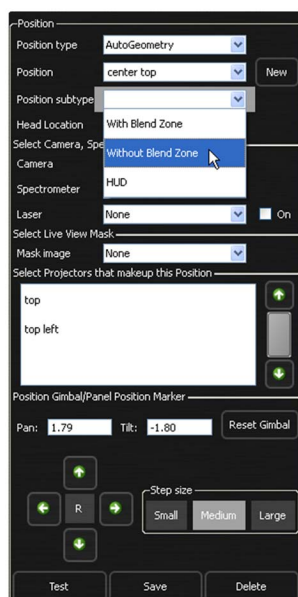 Position
Position type AutoGeometry
Position center top New
Position subtype
Head Location With Blend Zone
Select Camera, Spe
Camera Without Blend Zone
Spectrometer HUD
Laser None On
Select Live View Mask
Mask image None
Select Projectors that makeup this Position
top
top left
Position Gimbal/Panel Position Marker
Pan: 1.79 Tilt: -1.80 Reset Gimbal
Step size
R Small Medium Large
Test Save Delete